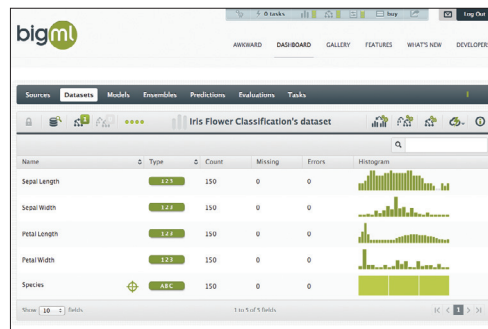 0 tasks buy Log Out
bigml
AWKWARD DASHBOARD GALLERY FEATURES WHAT'S NEW DEVELOPERS
Sources Datasets Models Ensembles Predictions Evaluations Tasks
Iris Flower Classification's dataset
Name Type Count Missing Errors Histogram
Sepal Length 123 150 0 0
Sepal Width 123 150 0 0
Petal Length 123 150 0 0
Petal Width 123 150 0 0
Species ABC 150 0 0
Show 10 fields 1 to 5 of 5 fields 1